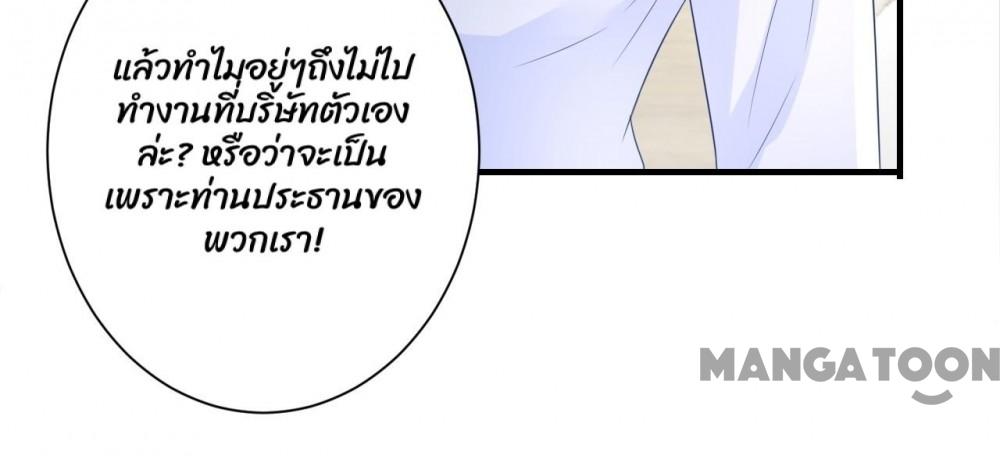 แล้วทำไมอยู่ๆถึงไม่ไป
ทำงานที่บริษัทตัวเอง
ล่ะ? หรือว่าจะเป็น
เพราะท่านประธานของ
พวกเรา!
MANGATOON